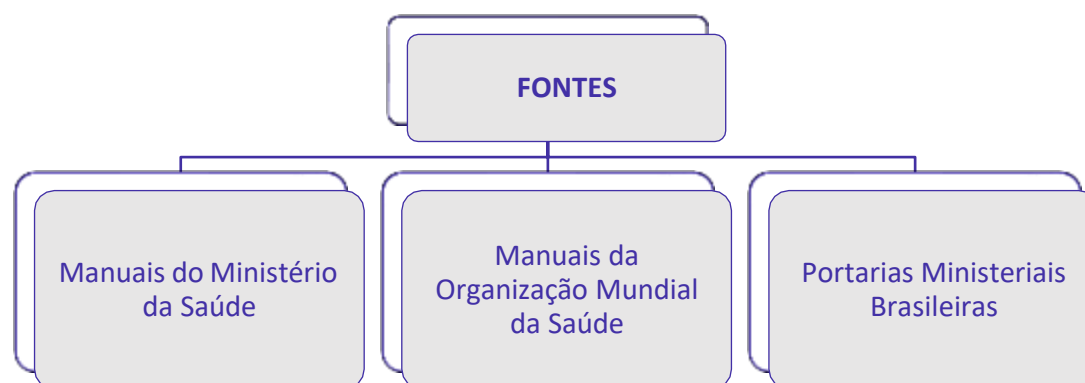 FONTES
Manuais do Ministério
da Saúde
Manuais da
Organização Mundial
da Saúde
Portarias Ministeriais
Brasileiras